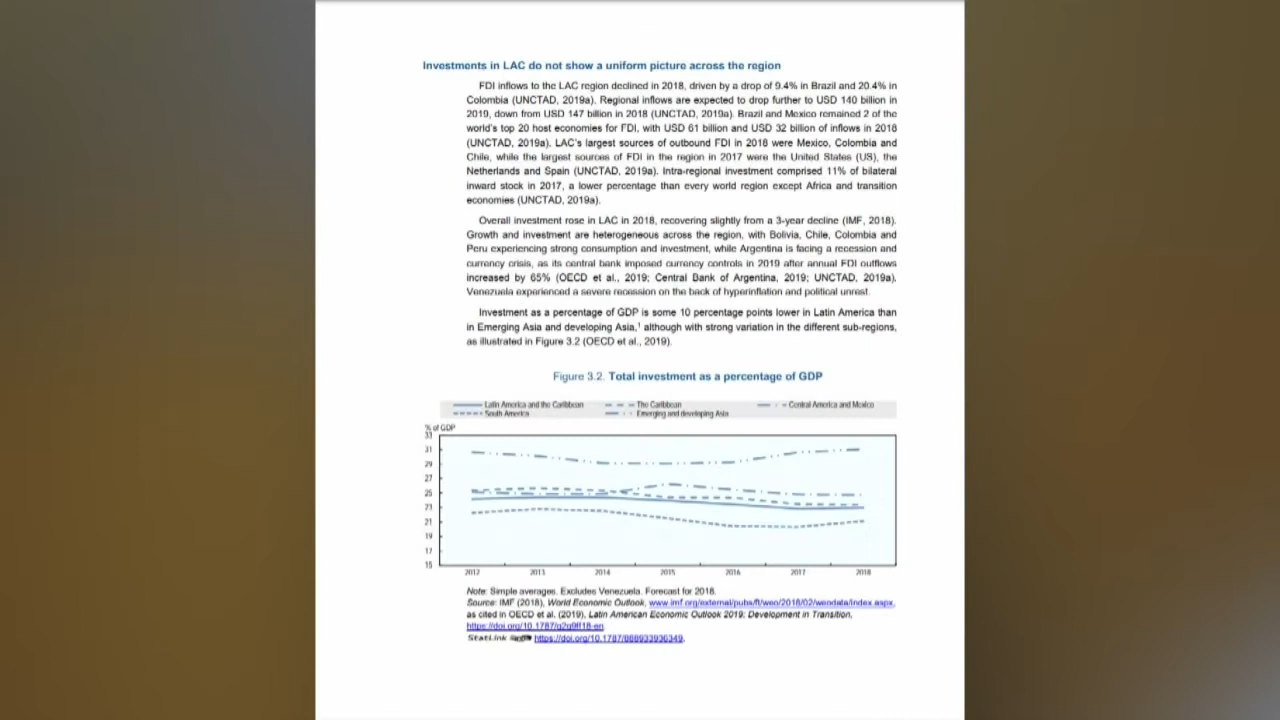 Investments in LAC do not show a uniform picture across the region
FDI inflows to the LAC region declined in 2018, driven by a drop of 9.4% in Brazil and 20.4% in
Colombia (UNCTAD, 2019a). Regional inflows are expected to drop further to USD 140 billion in
2019, down from USD 147 billion in 2018 (UNCTAD, 2019a). Brazil and Mexico remained 2 of the
world's top 20 host economies for FDI, with USD 61 billion and USD 32 billion of inflows in 2018
(UNCTAD, 2019a). LAC's largest sources of outbound FDI in 2018 were Mexico, Colombia and
Chile, while the largest sources of FDI in the region in 2017 were the United States (US), the
Netherlands and Spain (UNCTAD, 2019a). Intra-regional investment comprised 11% of bilateral
inward stock in 2017, a lower percentage than every world region except Africa and transition
economies (UNCTAD, 2019a).
Overall investment rose in LAC in 2018, recovering slightly from a 3-year decline (IMF, 2018).
Growth and investment are heterogeneous across the region, with Bolivia, Chile, Colombia and
Peru experiencing strong consumption and investment, while Argentina is facing a recession and
currency crisis, as its central bank imposed currency controls in 2019 after annual FDI outflows
increased by 65% (OECD et al., 2019; Central Bank of Argentina, 2019; UNCTAD, 2019a).
Venezuela experienced a severe recession on the back of hyperinflation and political unrest.
Investment as a percentage of GDP is some 10 percentage points lower in Latin America than
in Emerging Asia and developing Asia,¹ although with strong variation in the different sub-regions,
as illustrated in Figure 3.2 (OECD et al., 2019).
Figure 3.2. Total investment as a percentage of GDP
Latin America and the Caribbean The Caribbean Central America and Mexico
South America Emerging and developing Asia
% of GDP
33
31
29
27
25
23
21
19
17
15
2012 2013 2014 2015 2016 2017 2018
Note: Simple averages. Excludes Venezuela. Forecast for 2018.
Source: IMF (2018), World Economic Outlook, www.imf.org/external/pubs/ft/weo/2018/02/weodata/index.aspx,
as cited in OECD et al. (2019), Latin American Economic Outlook 2019: Development in Transition,
https://doi.org/10.1787/g2g9ff18-en.
StatLink https://doi.org/10.1787/888933930349.